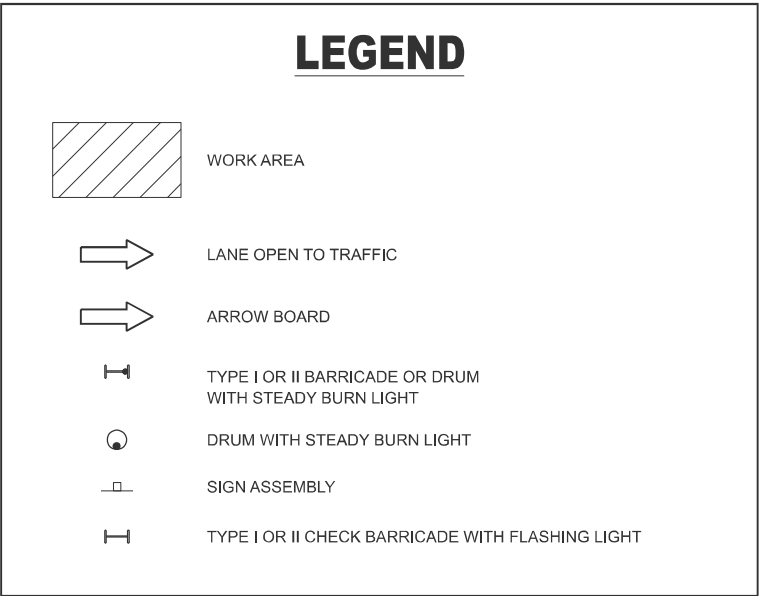 LEGEND
WORK AREA
LANE OPEN TO TRAFFIC
ARROW BOARD
TYPE I OR II BARRICADE OR DRUM
WITH STEADY BURN LIGHT
DRUM WITH STEADY BURN LIGHT
SIGN ASSEMBLY
TYPE I OR II CHECK BARRICADE WITH FLASHING LIGHT